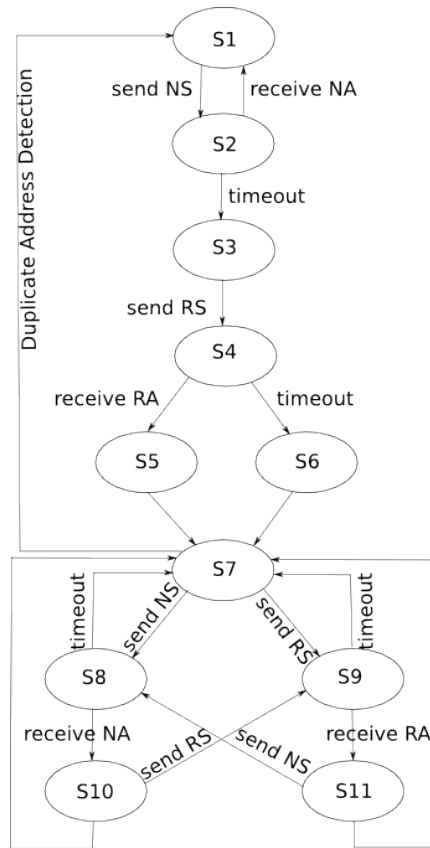 S1
send NS
receive NA
S2
timeout
S3
Duplicate Address Detection
send RS
S4
receive RA
timeout
S5
S6
S7
timeout
send NS
send RS
timeout
S8
S9
receive NA
send RS
send NS
receive RA
S10
S11